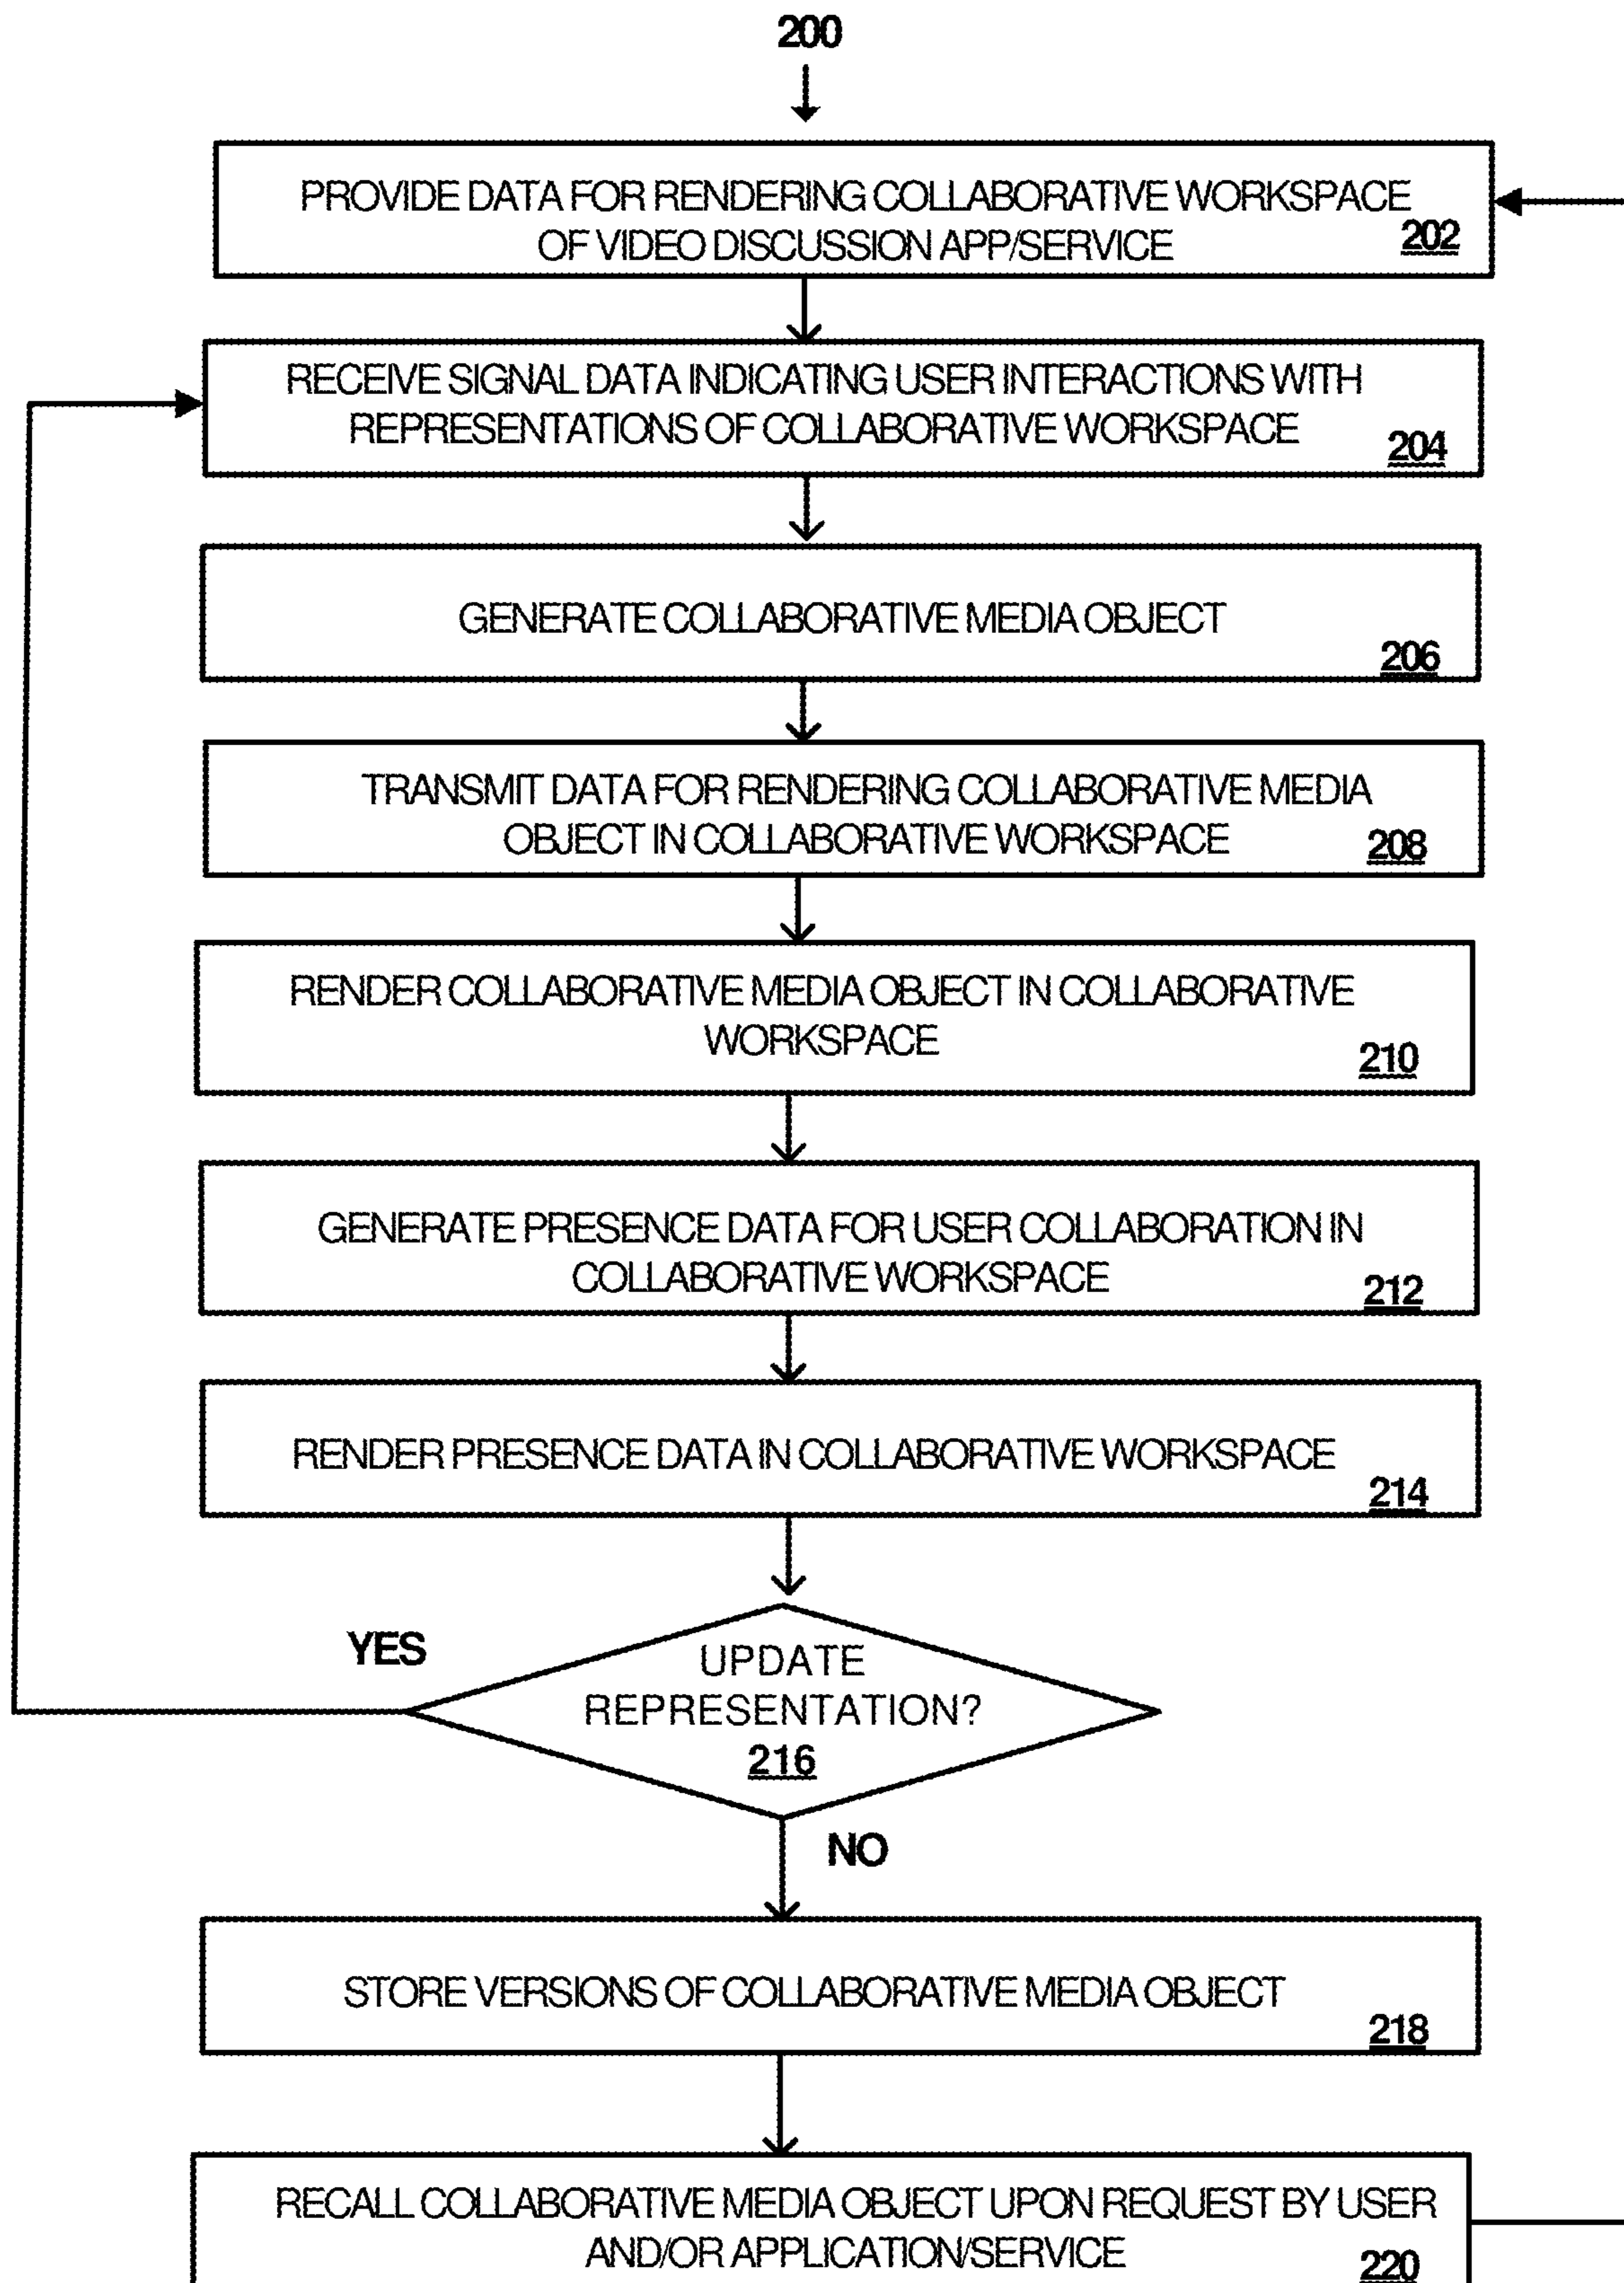 200
PROVIDE DATA FOR RENDERING COLLABORATIVE WORKSPACE
OF VIDEO DISCUSSION APP/SERVICE
202
RECEIVE SIGNAL DATA INDICATING USER INTERACTIONS WITH
REPRESENTATIONS OF COLLABORATIVE WORKSPACE
204
GENERATE COLLABORATIVE MEDIA OBJECT
206
TRANSMIT DATA FOR RENDERING COLLABORATIVE MEDIA
OBJECT IN COLLABORATIVE WORKSPACE
208
RENDER COLLABORATIVE MEDIA OBJECT IN COLLABORATIVE
WORKSPACE
210
GENERATE PRESENCE DATA FOR USER COLLABORATION IN
COLLABORATIVE WORKSPACE
212
RENDER PRESENCE DATA IN COLLABORATIVE WORKSPACE
214
YES
UPDATE
REPRESENTATION?
216
NO
STORE VERSIONS OF COLLABORATIVE MEDIA OBJECT
218
RECALL COLLABORATIVE MEDIA OBJECT UPON REQUEST BY USER
AND/OR APPLICATION/SERVICE
220